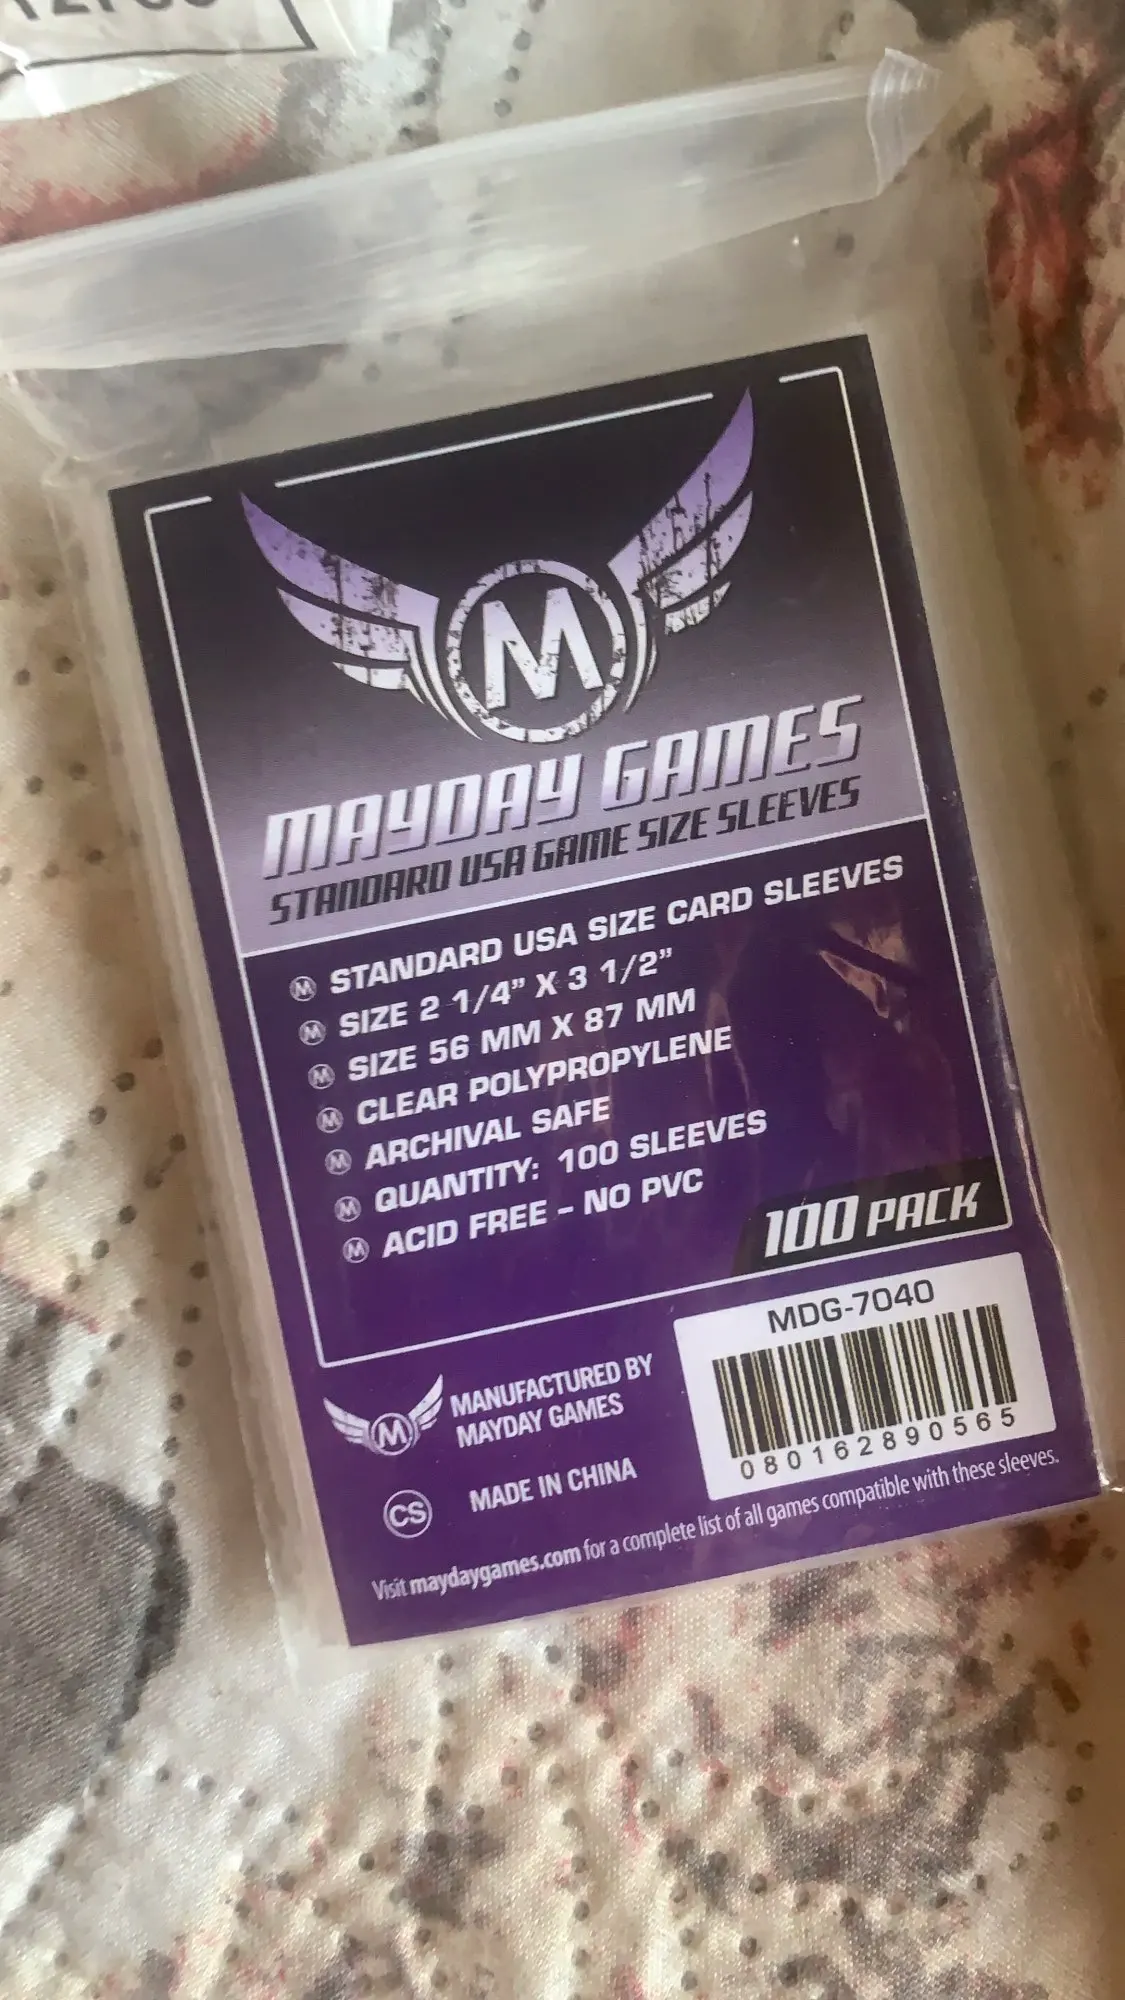 M
MAYDAY GAMES
STANDARD USA GAME SIZE SLEEVES
STANDARD USA SIZE CARD SLEEVES
SIZE 2 1/4” X 3 1/2”
SIZE 56 MM X 87 MM
CLEAR POLYPROPYLENE
ARCHIVAL SAFE
QUANTITY: 100 SLEEVES
ACID FREE – NO PVC
100 PACK
MDG-7040
080162890565
M
MANUFACTURED BY
MAYDAY GAMES
CS
MADE IN CHINA
Visit maydaygames.com for a complete list of all games compatible with these sleeves.